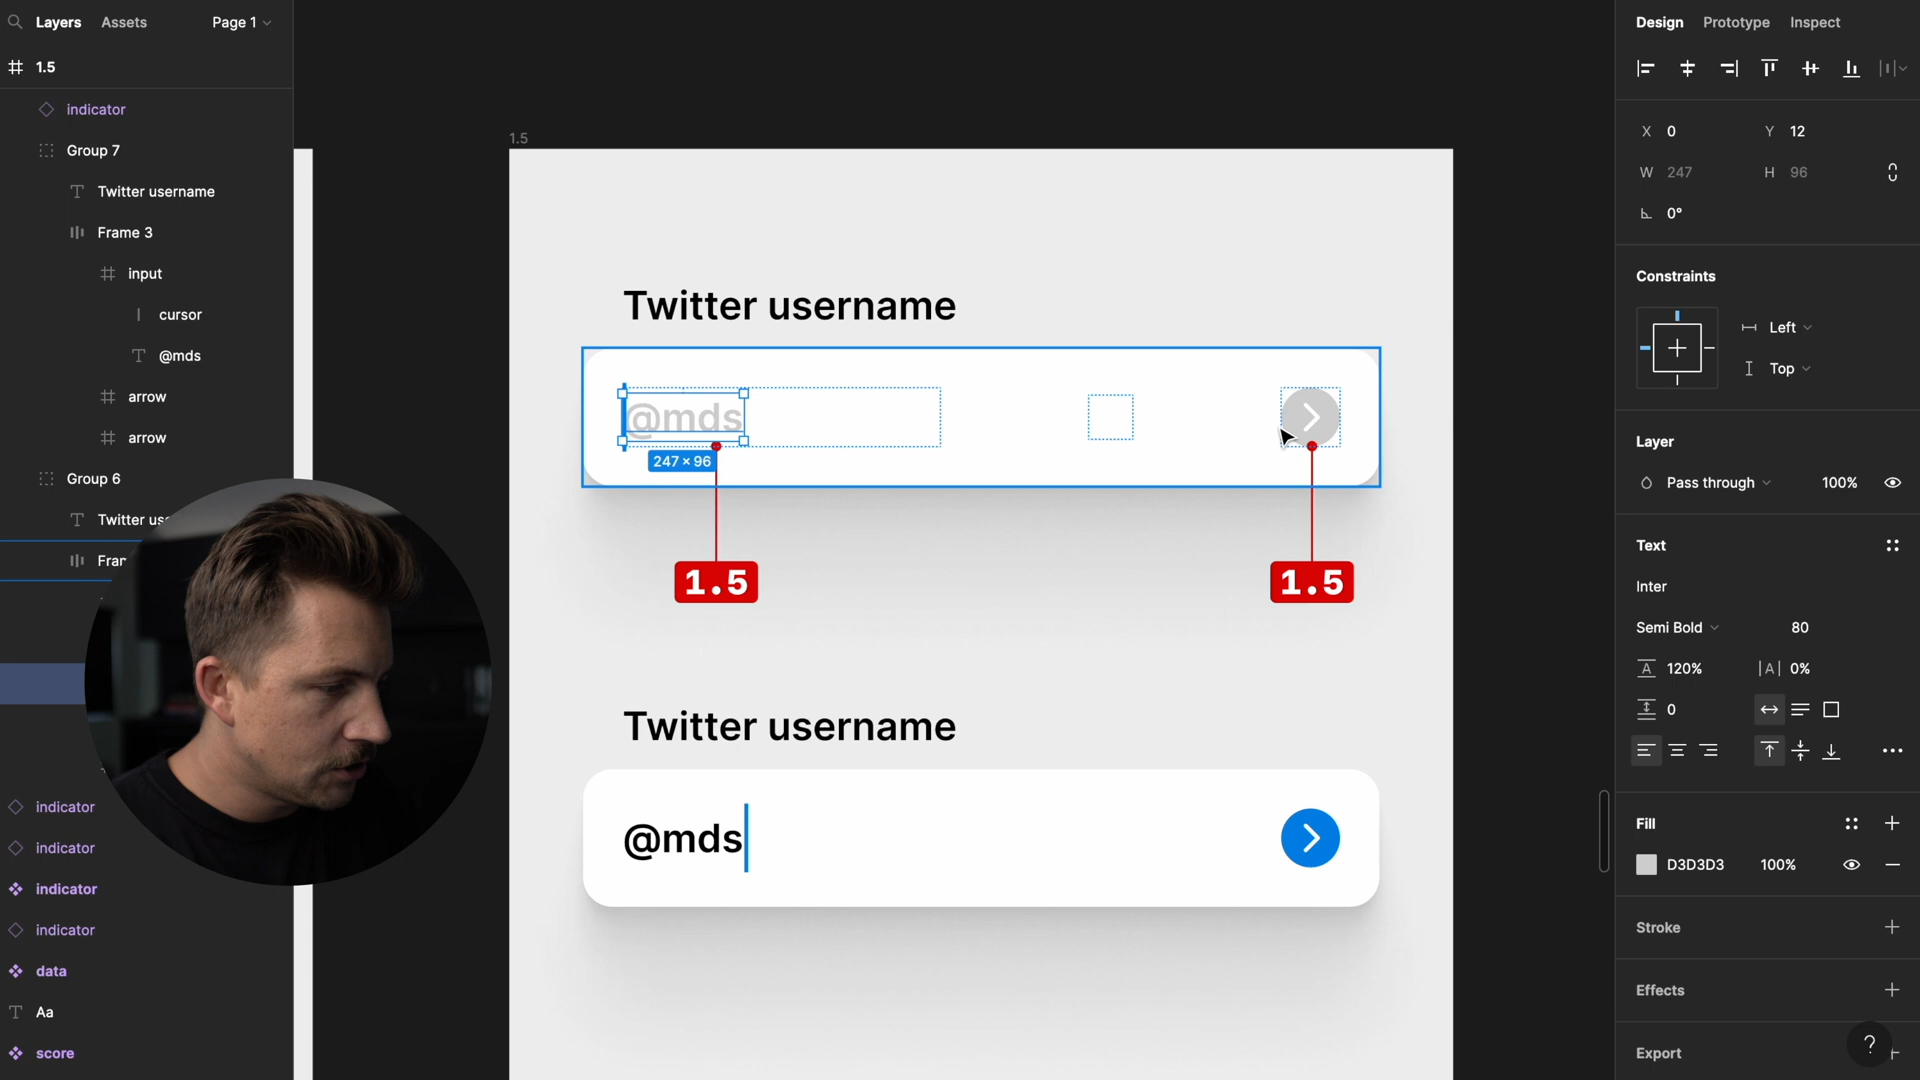 Layers Assets Page 1
1.5
indicator
Group 7
Twitter username
Frame 3
input
cursor
@mds
arrow
arrow
Group 6
indicator
indicator
indicator
indicator
data
Aa
score
1.5
Twitter username
@mds
247 × 96
1.5 1.5
Twitter username
@mds
Design Prototype Inspect
X 0 Y 12
W 247 H 96
0°
Constraints
Left
Top
Layer
Pass through 100%
Text
Inter
Semi Bold 80
A 120% |A| 0%
0
Fill
D3D3D3 100%
Stroke
Effects
Export
?